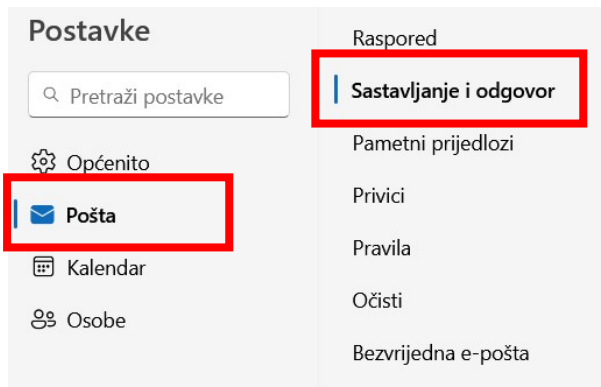 Postavke
Pretraži postavke
Općenito
Pošta
Kalendar
Osobe
Raspored
Sastavljanje i odgovor
Pametni prijedlozi
Privici
Pravila
Očisti
Bezvrijedna e-pošta